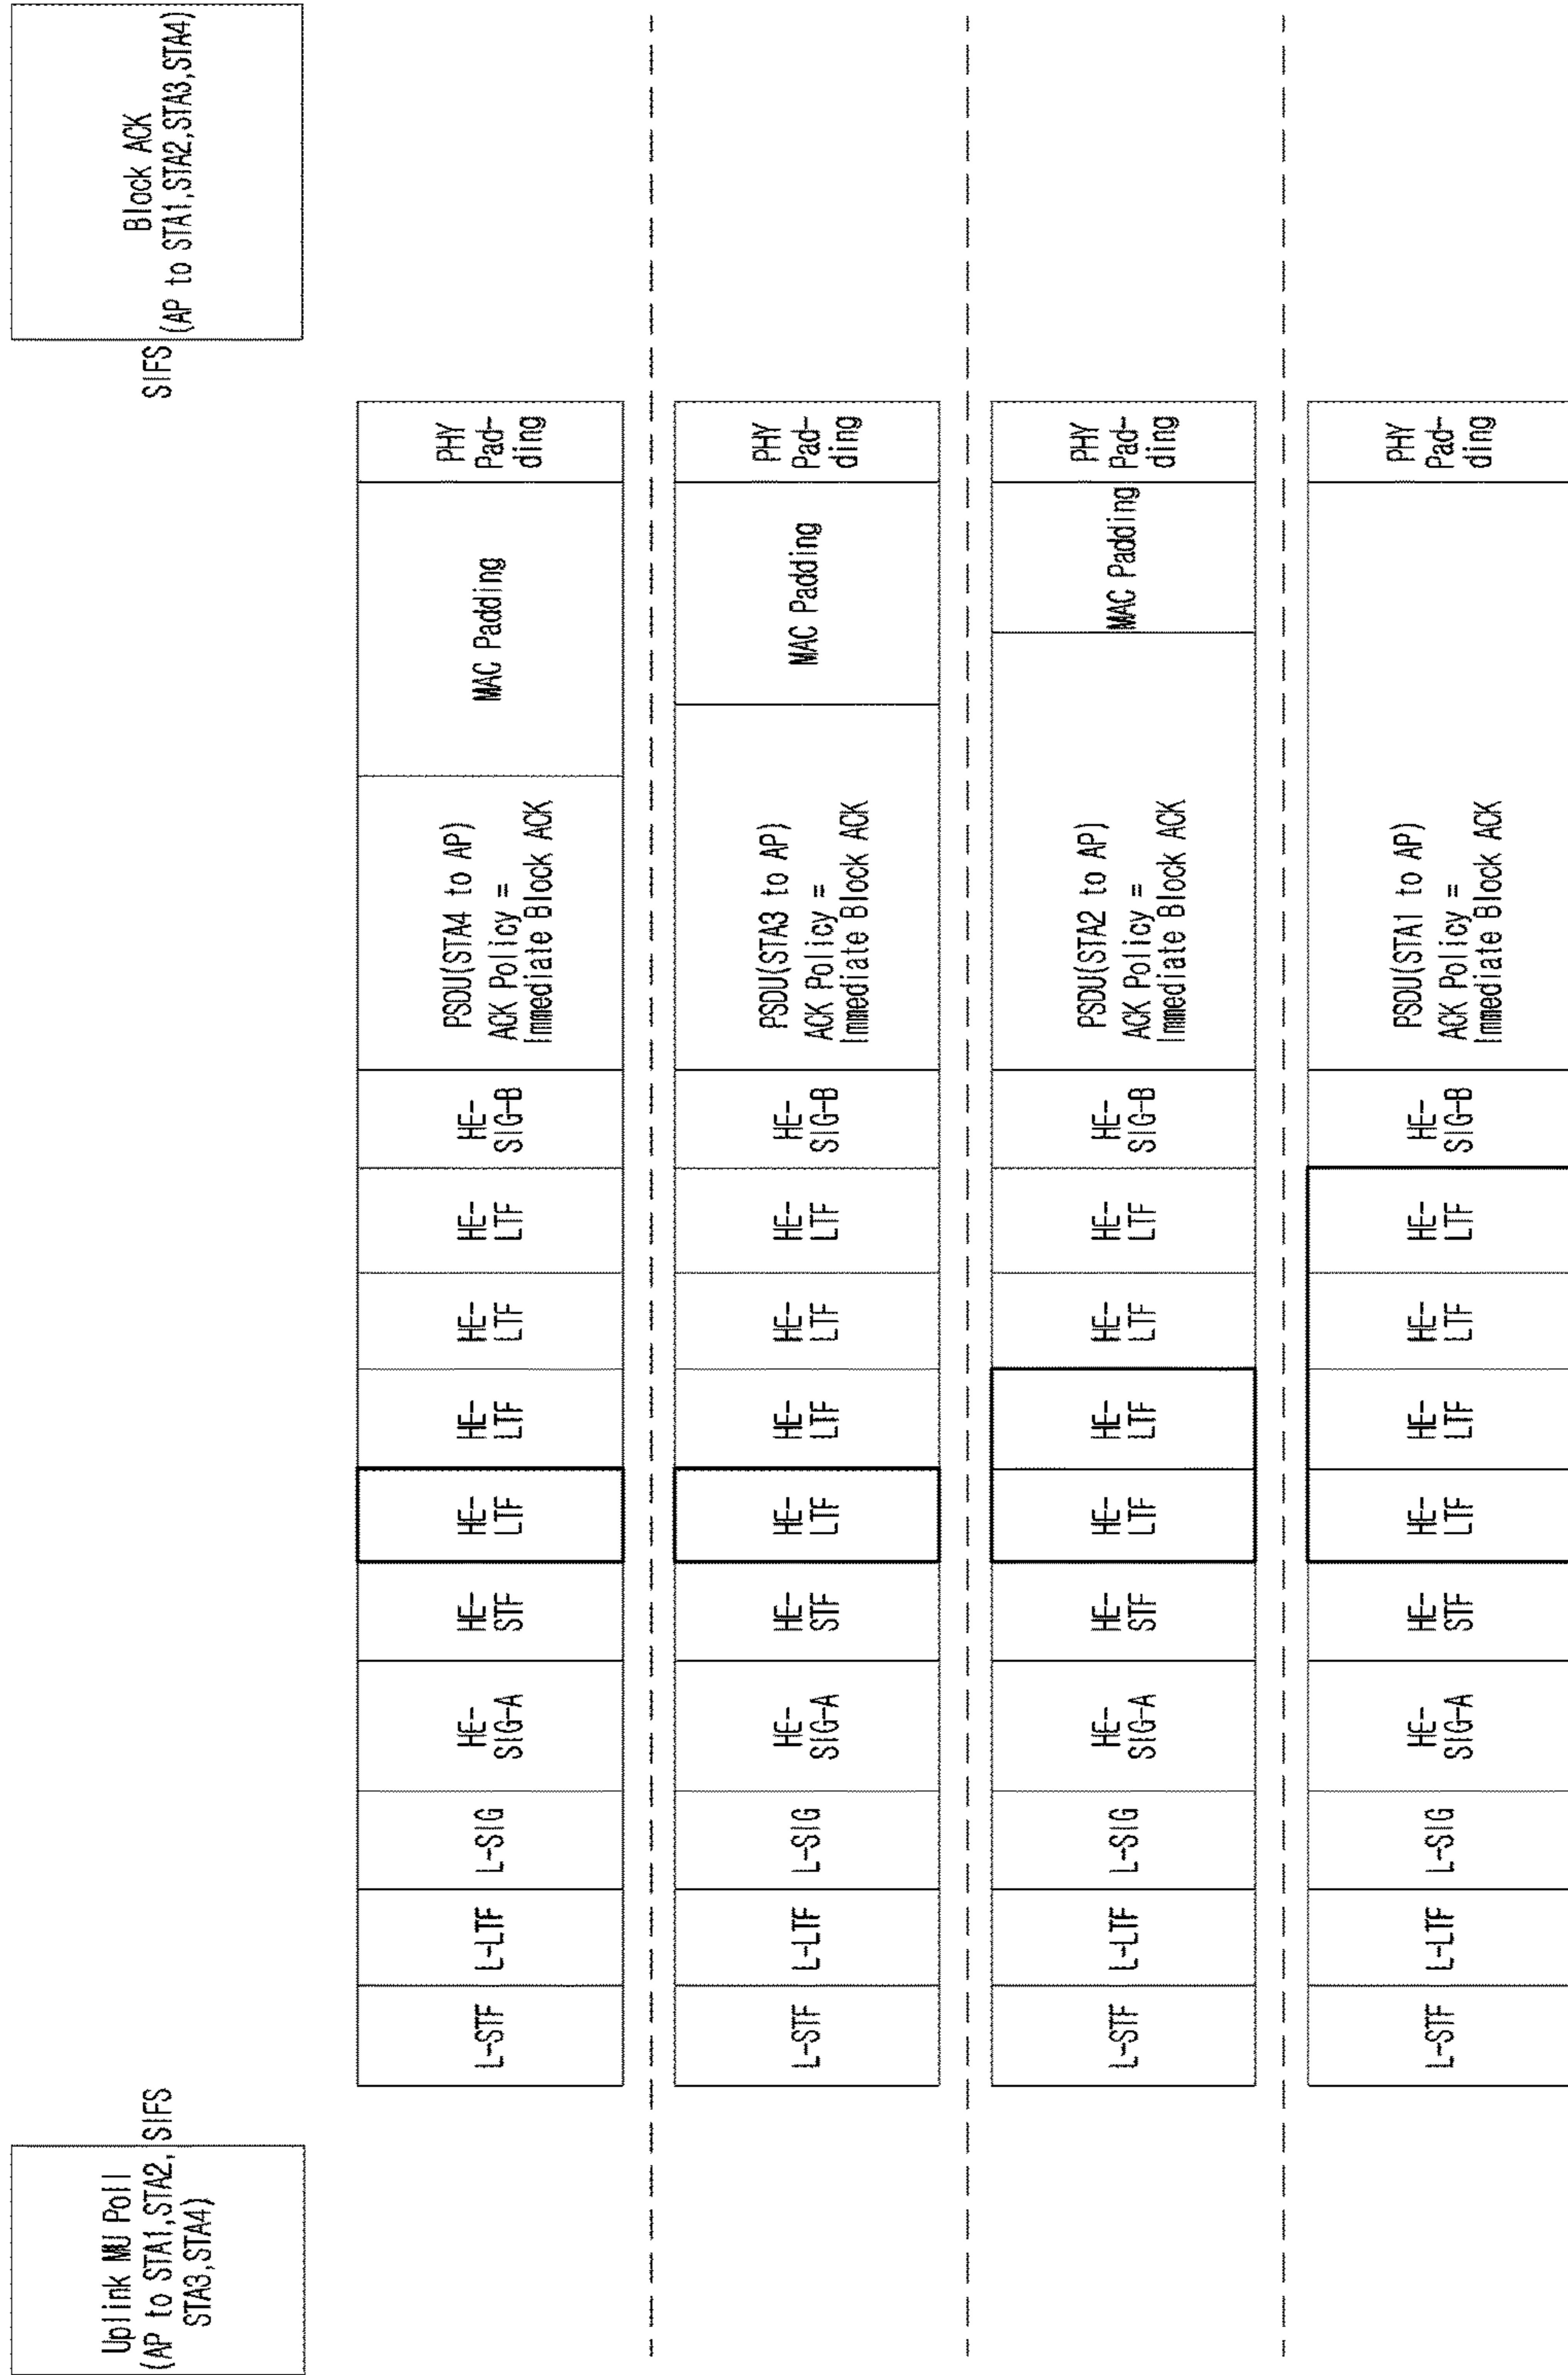 Uplink MU Poll
(AP to STA1,STA2,
STA3,STA4)
SIFS
L-STF
L-LTF
L-SIG
HE-
SIG-A
HE-
STF
HE-
LTF
HE-
LTF
HE-
LTF
HE-
LTF
HE-
SIG-B
PSDU(STA4 to AP)
ACK Policy =
Immediate Block ACK
MAC Padding
PHY
Pad-
ding
L-STF
L-LTF
L-SIG
HE-
SIG-A
HE-
STF
HE-
LTF
HE-
LTF
HE-
LTF
HE-
LTF
HE-
SIG-B
PSDU(STA3 to AP)
ACK Policy =
Immediate Block ACK
MAC Padding
PHY
Pad-
ding
L-STF
L-LTF
L-SIG
HE-
SIG-A
HE-
STF
HE-
LTF
HE-
LTF
HE-
LTF
HE-
LTF
HE-
SIG-B
PSDU(STA2 to AP)
ACK Policy =
Immediate Block ACK
MAC Padding
PHY
Pad-
ding
L-STF
L-LTF
L-SIG
HE-
SIG-A
HE-
STF
HE-
LTF
HE-
LTF
HE-
LTF
HE-
LTF
HE-
SIG-B
PSDU(STA1 to AP)
ACK Policy =
Immediate Block ACK
PHY
Pad-
ding
SIFS
Block ACK
(AP to STA1,STA2,STA3,STA4)